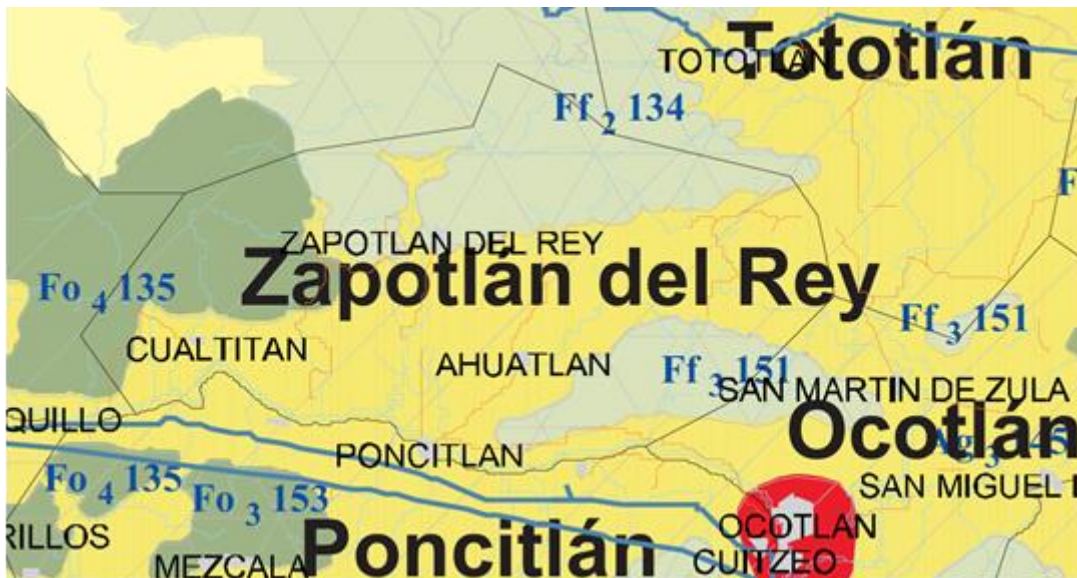 Tototlán
TOTOTLAN
Ff 2 134
ZAPOTLAN DEL REY
Zapotlán del Rey
Fo 4 135
Ff 3 151
CUALTITAN
AHUATLAN
Ff 3 151
SAN MARTIN DE ZULA
QUILLO
Ocotlán
PONCITLAN
Fo 4 135
Fo 3 153
SAN MIGUEL
RILLOS
Poncitlán
OCOTLAN
MEZCALA
CUITZEO